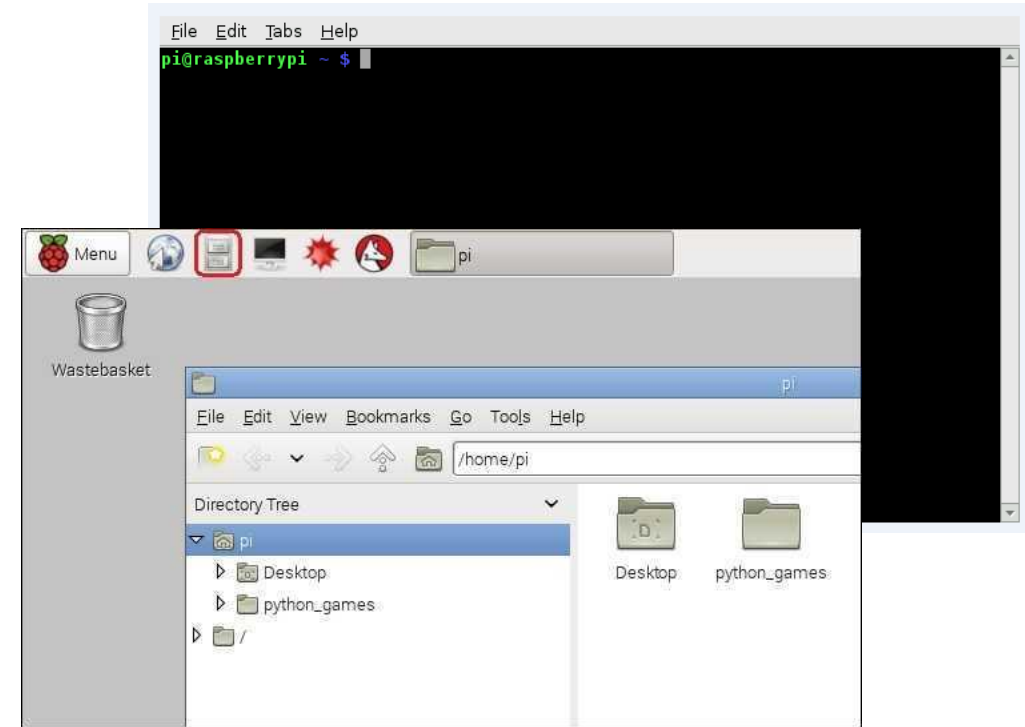 File Edit Tabs Help
pi@raspberrypi ~ $
Menu
pi
Wastebasket
pi
File Edit View Bookmarks Go Tools Help
/home/pi
Directory Tree
pi
Desktop
python_games
/
D
Desktop python_games